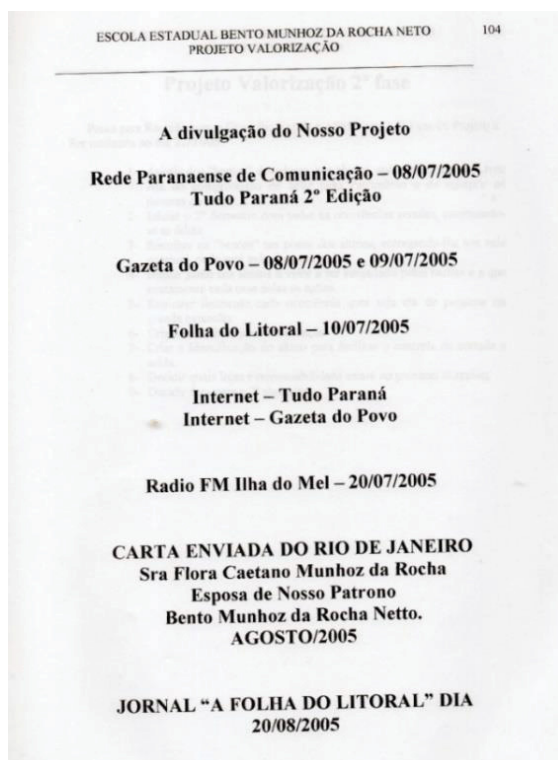 ESCOLA ESTADUAL BENTO MUNHOZ DA ROCHA NETO 104
PROJETO VALORIZAÇÃO
Projeto Valorização 2ª fase
A divulgação do Nosso Projeto
Rede Paranaense de Comunicação – 08/07/2005
Tudo Paraná 2º Edição
Gazeta do Povo – 08/07/2005 e 09/07/2005
Folha do Litoral – 10/07/2005
Internet – Tudo Paraná
Internet – Gazeta do Povo
Radio FM Ilha do Mel – 20/07/2005
CARTA ENVIADA DO RIO DE JANEIRO
Sra Flora Caetano Munhoz da Rocha
Esposa de Nosso Patrono
Bento Munhoz da Rocha Netto.
AGOSTO/2005
JORNAL “A FOLHA DO LITORAL” DIA
20/08/2005